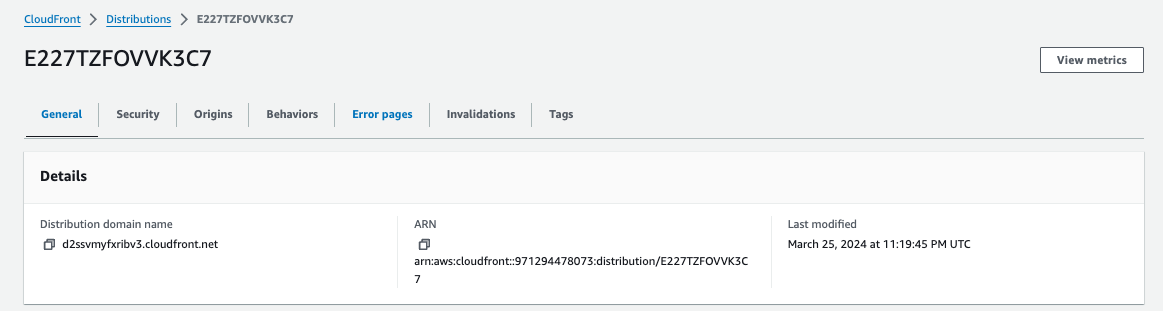 CloudFront > Distributions > E227TZFOVVK3C7
E227TZFOVVK3C7
View metrics
General Security Origins Behaviors Error pages Invalidations Tags
Details
Distribution domain name
d2ssvmyfxribv3.cloudfront.net
ARN
arn:aws:cloudfront::971294478073:distribution/E227TZFOVVK3C
7
Last modified
March 25, 2024 at 11:19:45 PM UTC